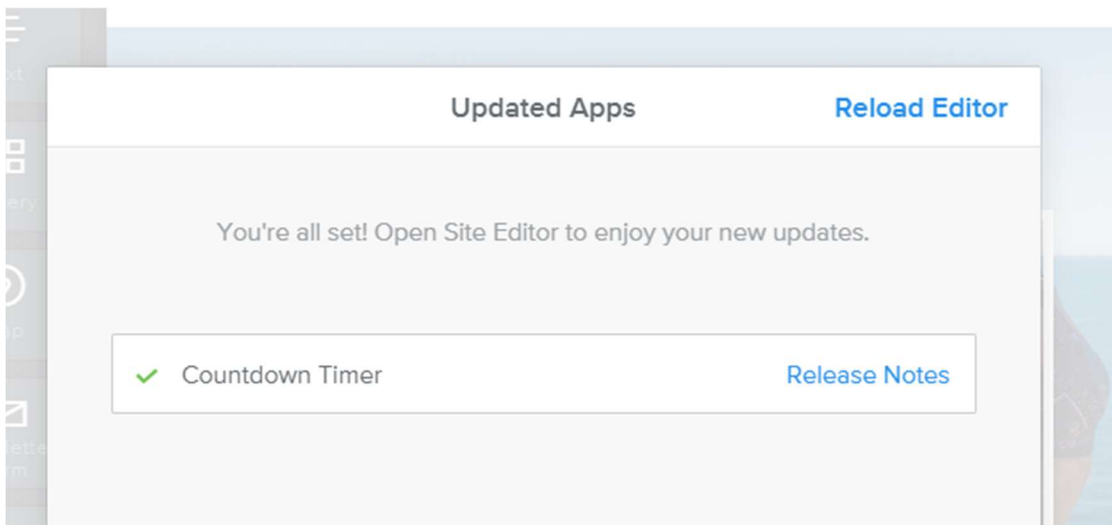 Updated Apps
Reload Editor
You're all set! Open Site Editor to enjoy your new updates.
Countdown Timer
Release Notes